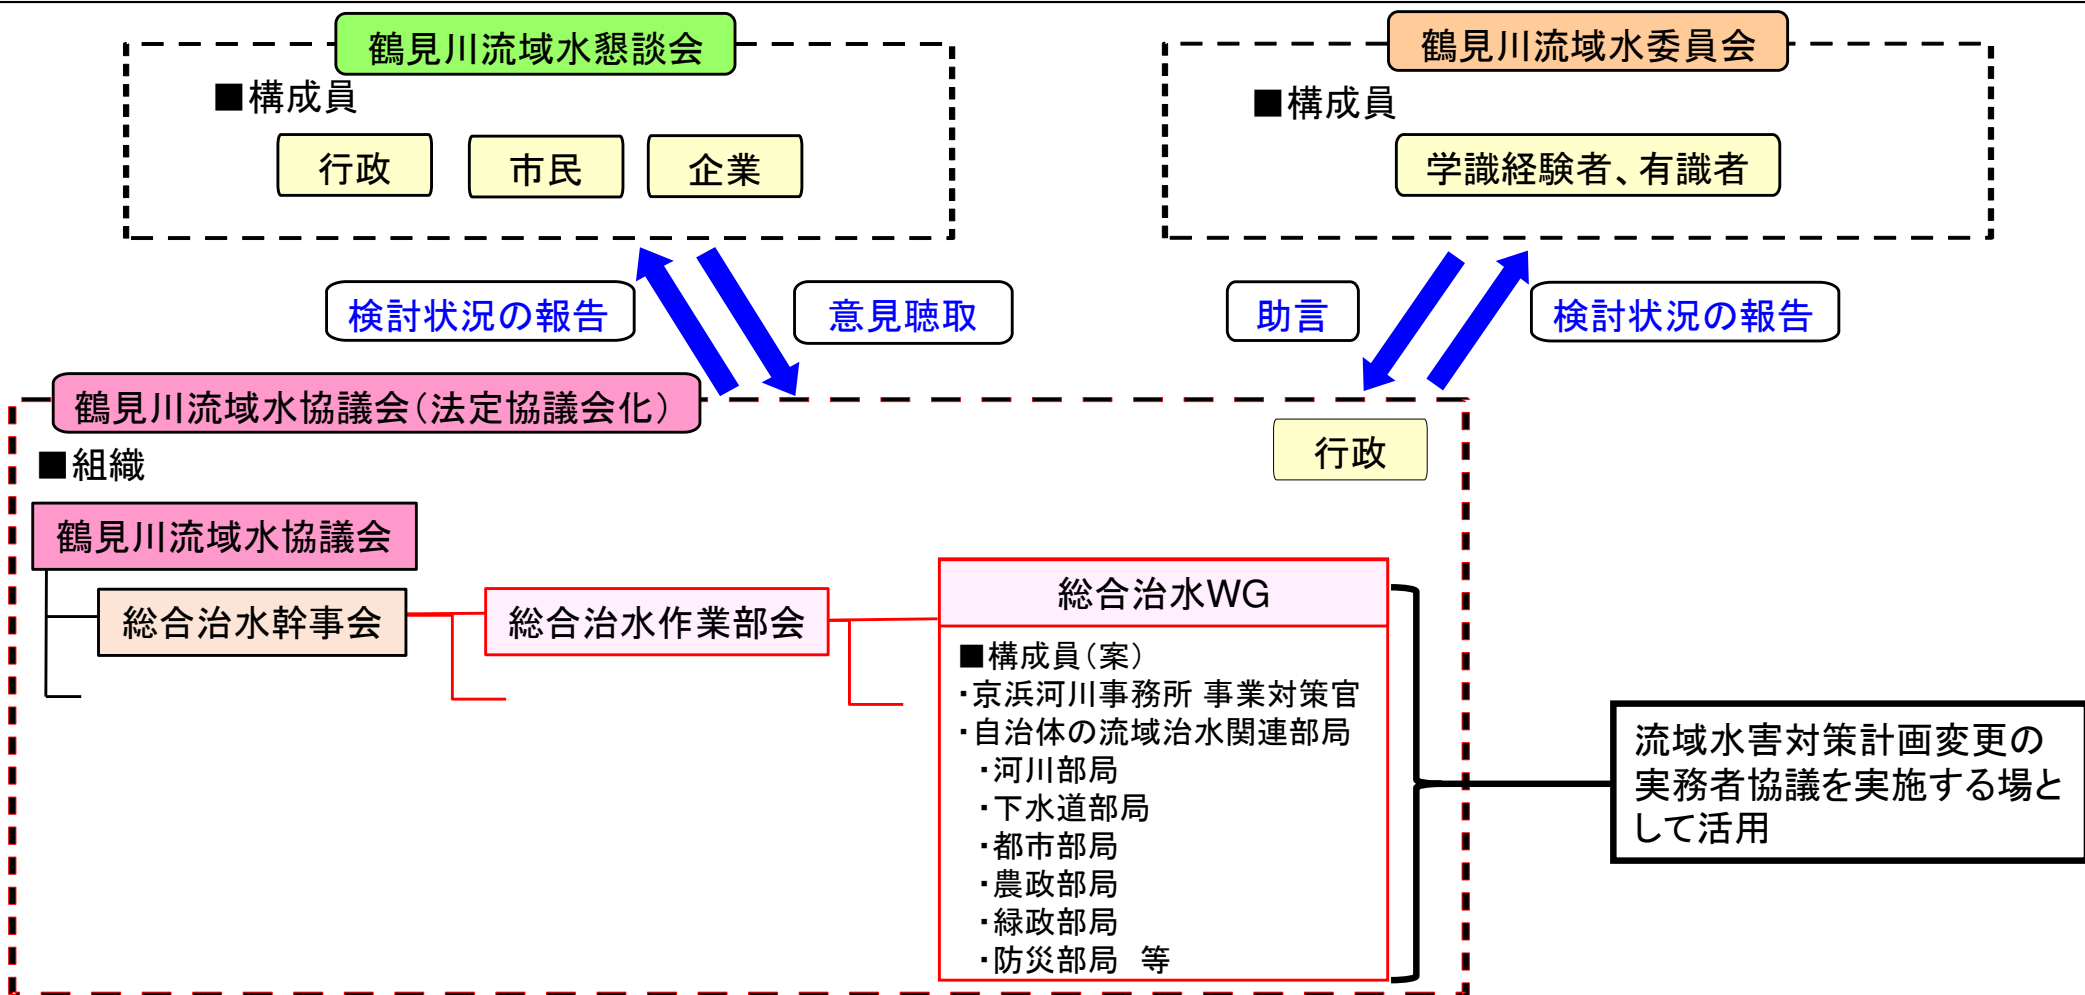 鶴見川流域水懇談会
■構成員
行政
市民
企業
鶴見川流域水委員会
■構成員
学識経験者、有識者
検討状況の報告
意見聴取
助言
検討状況の報告
鶴見川流域水協議会（法定協議会化）
■組織
行政
鶴見川流域水協議会
総合治水幹事会
総合治水作業部会
総合治水WG
■構成員（案）
・京浜河川事務所 事業対策官
・自治体の流域治水関連部局
・河川部局
・下水道部局
・都市部局
・農政部局
・緑政部局
・防災部局　等
流域水害対策計画変更の
実務者協議を実施する場と
して活用